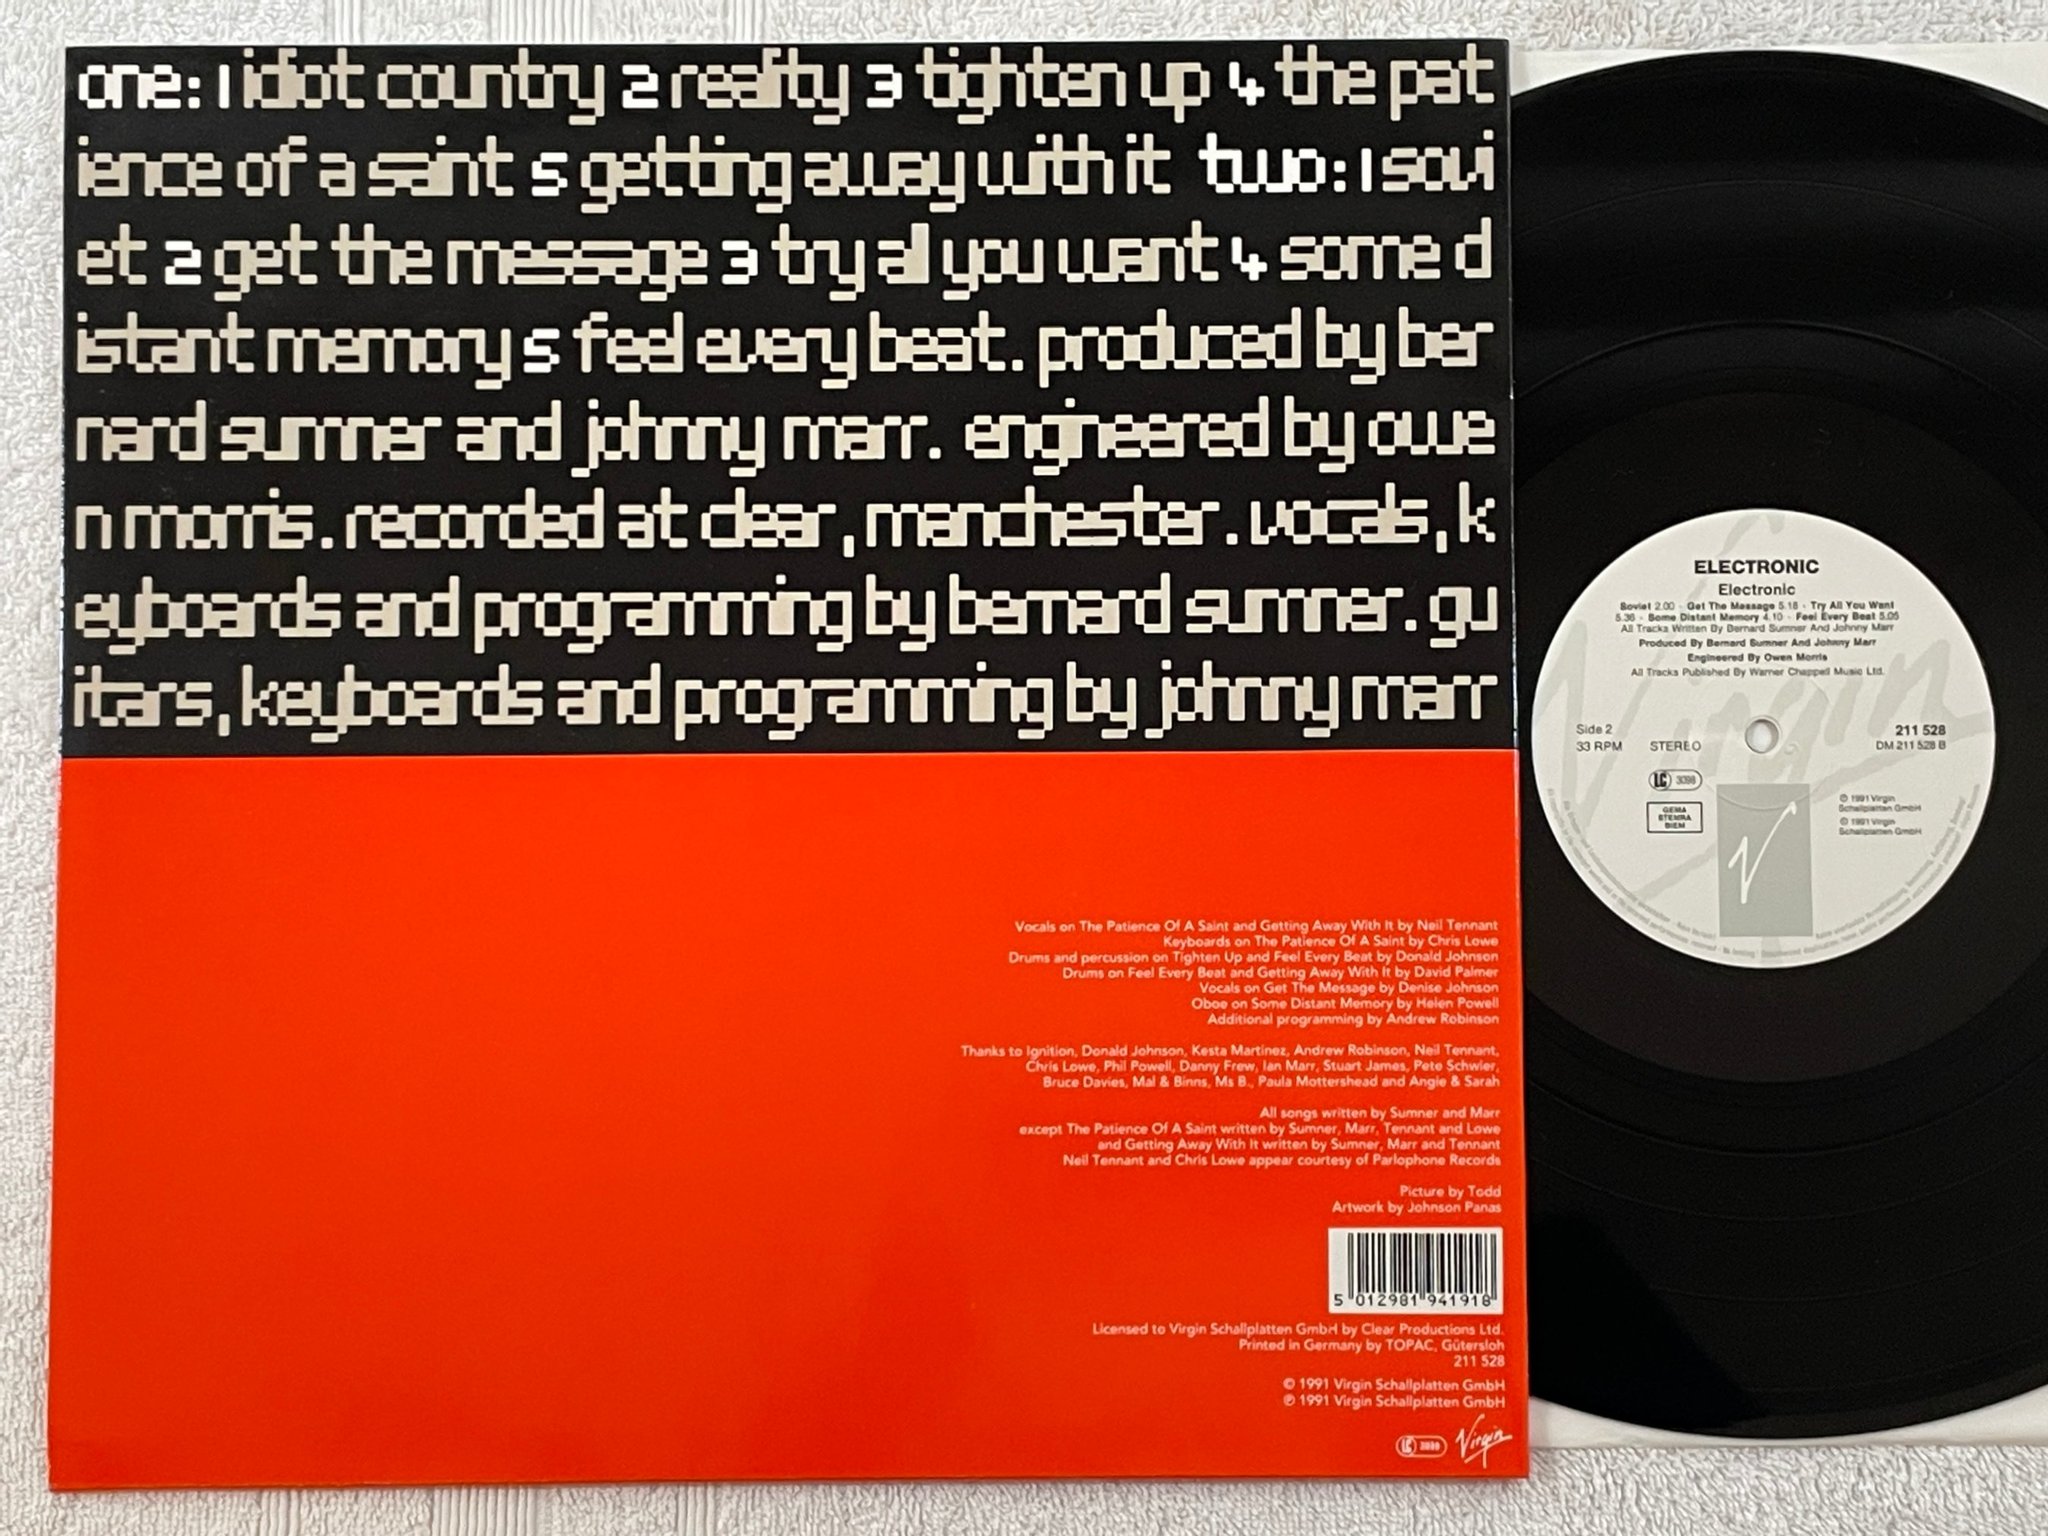 one: 1 idiot country 2 reality 3 tighten up 4 the pat
ience of a saint 5 getting away with it two: 1 sovi
et 2 get the message 3 try all you want 4 some d
istant memory 5 feel every beat. produced by ber
nard sumner and johnny marr. engineered by owe
n morris. recorded at clear, manchester. vocals, k
eyboards and programming by bernard sumner. gu
itars, keyboards and programming by johnny marr
Vocals on The Patience Of A Saint and Getting Away With It by Neil Tennant
Keyboards on The Patience Of A Saint by Chris Lowe
Drums and percussion on Tighten Up and Feel Every Beat by Donald Johnson
Drums on Feel Every Beat and Getting Away With It by David Palmer
Vocals on Get The Message by Denise Johnson
Oboe on Some Distant Memory by Helen Powell
Additional programming by Andrew Robinson
Thanks to Ignition, Donald Johnson, Kesta Martinez, Andrew Robinson, Neil Tennant,
Chris Lowe, Phil Powell, Danny Frew, Ian Marr, Stuart James, Pete Schwier,
Bruce Davies, Mal & Binns, Ms B., Paula Mottershead and Angie & Sarah
All songs written by Sumner and Marr
except The Patience Of A Saint written by Sumner, Marr, Tennant and Lowe
and Getting Away With It written by Sumner, Marr and Tennant
Neil Tennant and Chris Lowe appear courtesy of Parlophone Records
Picture by Todd
Artwork by Johnson Panas
5 012981 941918
Licensed to Virgin Schallplatten GmbH by Clear Productions Ltd.
Printed in Germany by TOPAC, Gütersloh
211 528
© 1991 Virgin Schallplatten GmbH
℗ 1991 Virgin Schallplatten GmbH
LC 3098 Virgin
ELECTRONIC
Electronic
Soviet 2.00 · Get The Message 5.18 · Try All You Want
5.36 · Some Distant Memory 4.10 · Feel Every Beat 5.05
All Tracks Written By Bernard Sumner And Johnny Marr
Produced By Bernard Sumner And Johnny Marr
Engineered By Owen Morris
All Tracks Published By Warner Chappell Music Ltd.
Virgin
Side 2
33 RPM STEREO
211 528
DM 211 528 B
LC 3098
GEMA
STEMRA
BIEM
℗ 1991 Virgin
Schallplatten GmbH
© 1991 Virgin
Schallplatten GmbH